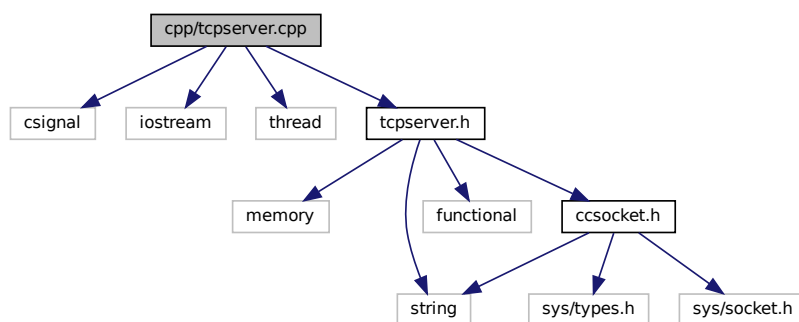 cpp/tcpserver.cpp
csignal
iostream
thread
tcpserver.h
memory
functional
ccsocket.h
string
sys/types.h
sys/socket.h